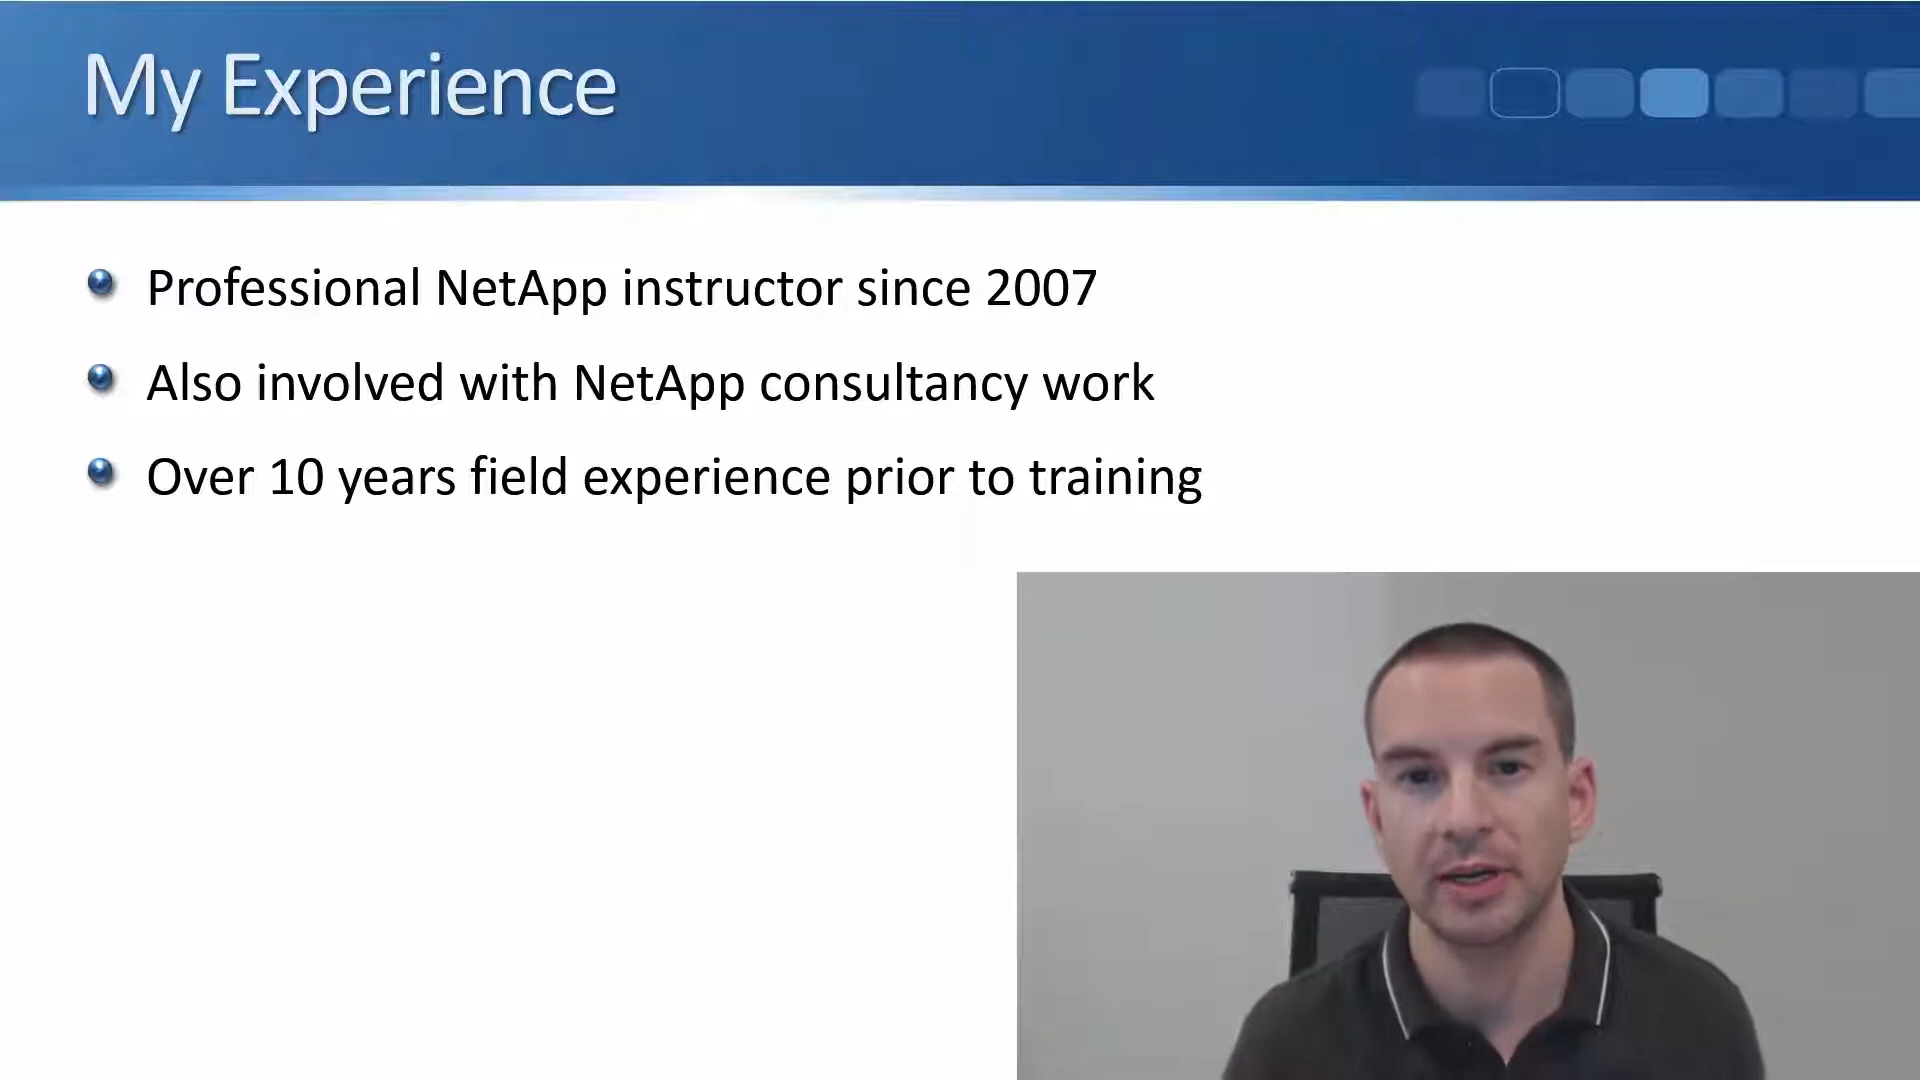 My Experience
Professional NetApp instructor since 2007
Also involved with NetApp consultancy work
Over 10 years field experience prior to training